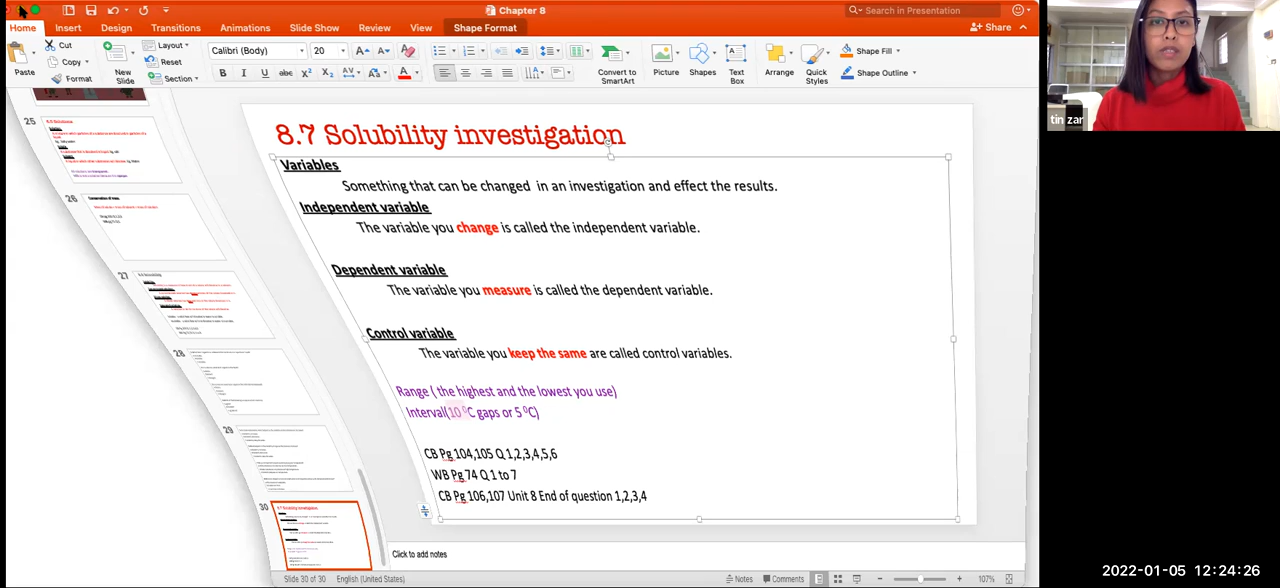 Chapter 8
Search in Presentation
Home Insert Design Transitions Animations Slide Show Review View Shape Format
Share
Paste
Cut
Copy
Format
New Slide
Layout
Reset
Section
Calibri (Body) 20
Convert to SmartArt
Picture
Shapes
Text Box
Arrange
Quick Styles
Shape Fill
Shape Outline
tin zar
25
26
27
28
29
30
8.7 Solubility investigation
Variables
Something that can be changed in an investigation and effect the results.
Independent variable
The variable you change is called the independent variable.
Dependent variable
The variable you measure is called the dependent variable.
Control variable
The variable you keep the same are called control variables.
Range ( the highest and the lowest you use)
Interval(10 ⁰C gaps or 5 ⁰C)
Pg 104,105 Q 1,2,3,4,5,6
WB Pg 74 Q 1 to 7
Pg 106,107 Unit 8 End of question 1,2,3,4
Click to add notes
Slide 30 of 30 English (United States)
Notes Comments 107%
2022-01-05 12:24:26